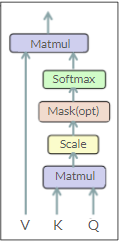 Matmul
Softmax
Mask(opt)
Scale
Matmul
V K Q